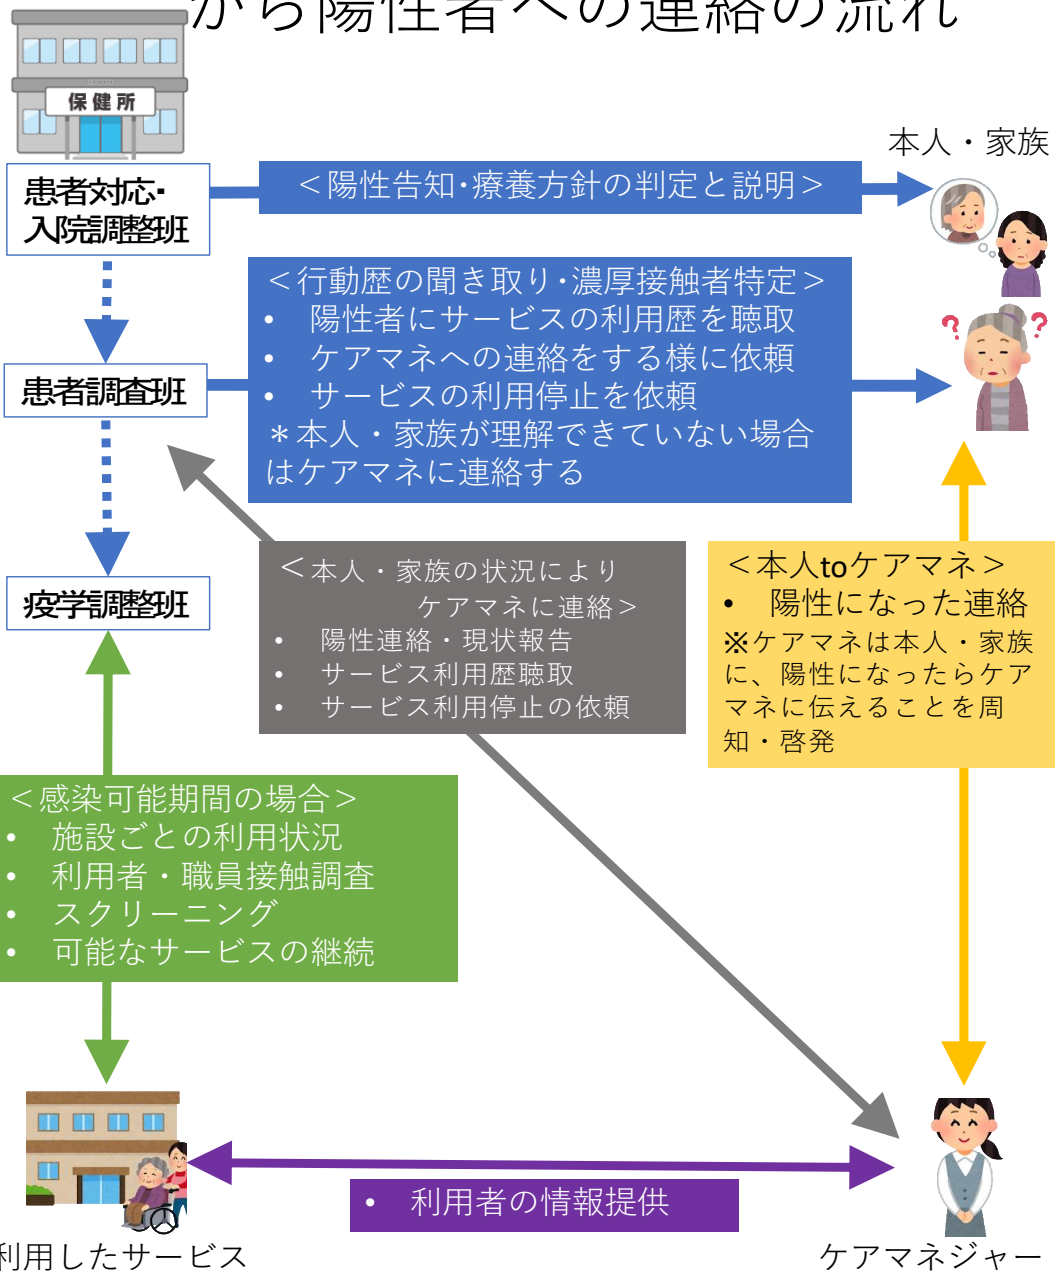 から陽性者への連絡の流れ
保健所
本人・家族
患者対応・
入院調整班
＜陽性告知・療養方針の判定と説明＞
＜行動歴の聞き取り・濃厚接触者特定＞
• 陽性者にサービスの利用歴を聴取
• ケアマネへの連絡をする様に依頼
• サービスの利用停止を依頼
＊本人・家族が理解できていない場合
はケアマネに連絡する
患者調査班
？ ？
＜本人・家族の状況により
ケアマネに連絡＞
• 陽性連絡・現状報告
• サービス利用歴聴取
• サービス利用停止の依頼
＜本人toケアマネ＞
• 陽性になった連絡
※ケアマネは本人・家族
に、陽性になったらケア
マネに伝えることを周
知・啓発
疫学調整班
＜感染可能期間の場合＞
• 施設ごとの利用状況
• 利用者・職員接触調査
• スクリーニング
• 可能なサービスの継続
• 利用者の情報提供
利用したサービス
ケアマネジャー